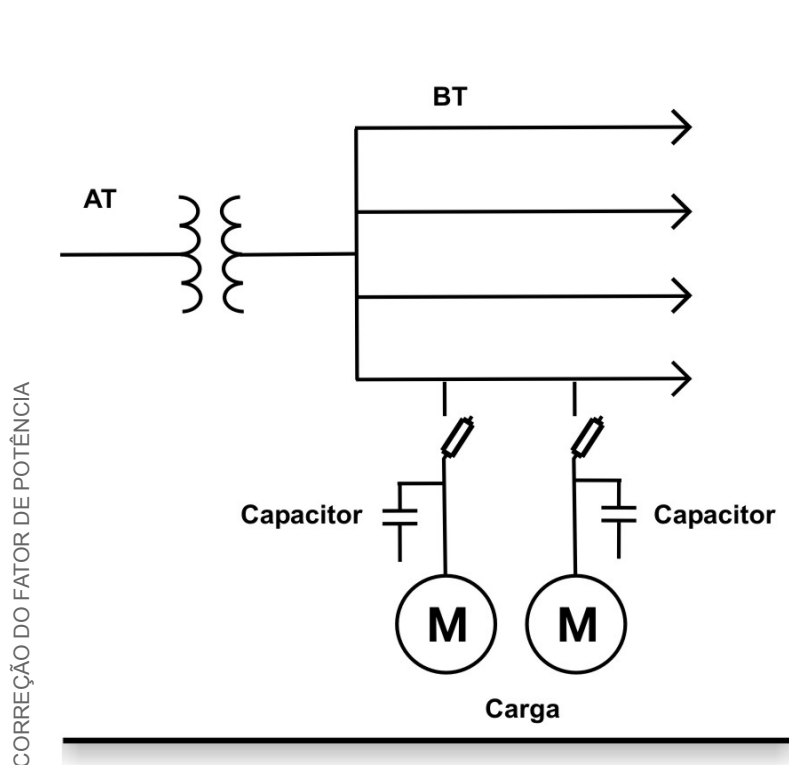 BT
AT
CORREÇÃO DO FATOR DE POTÊNCIA
Capacitor
Capacitor
M
M
Carga